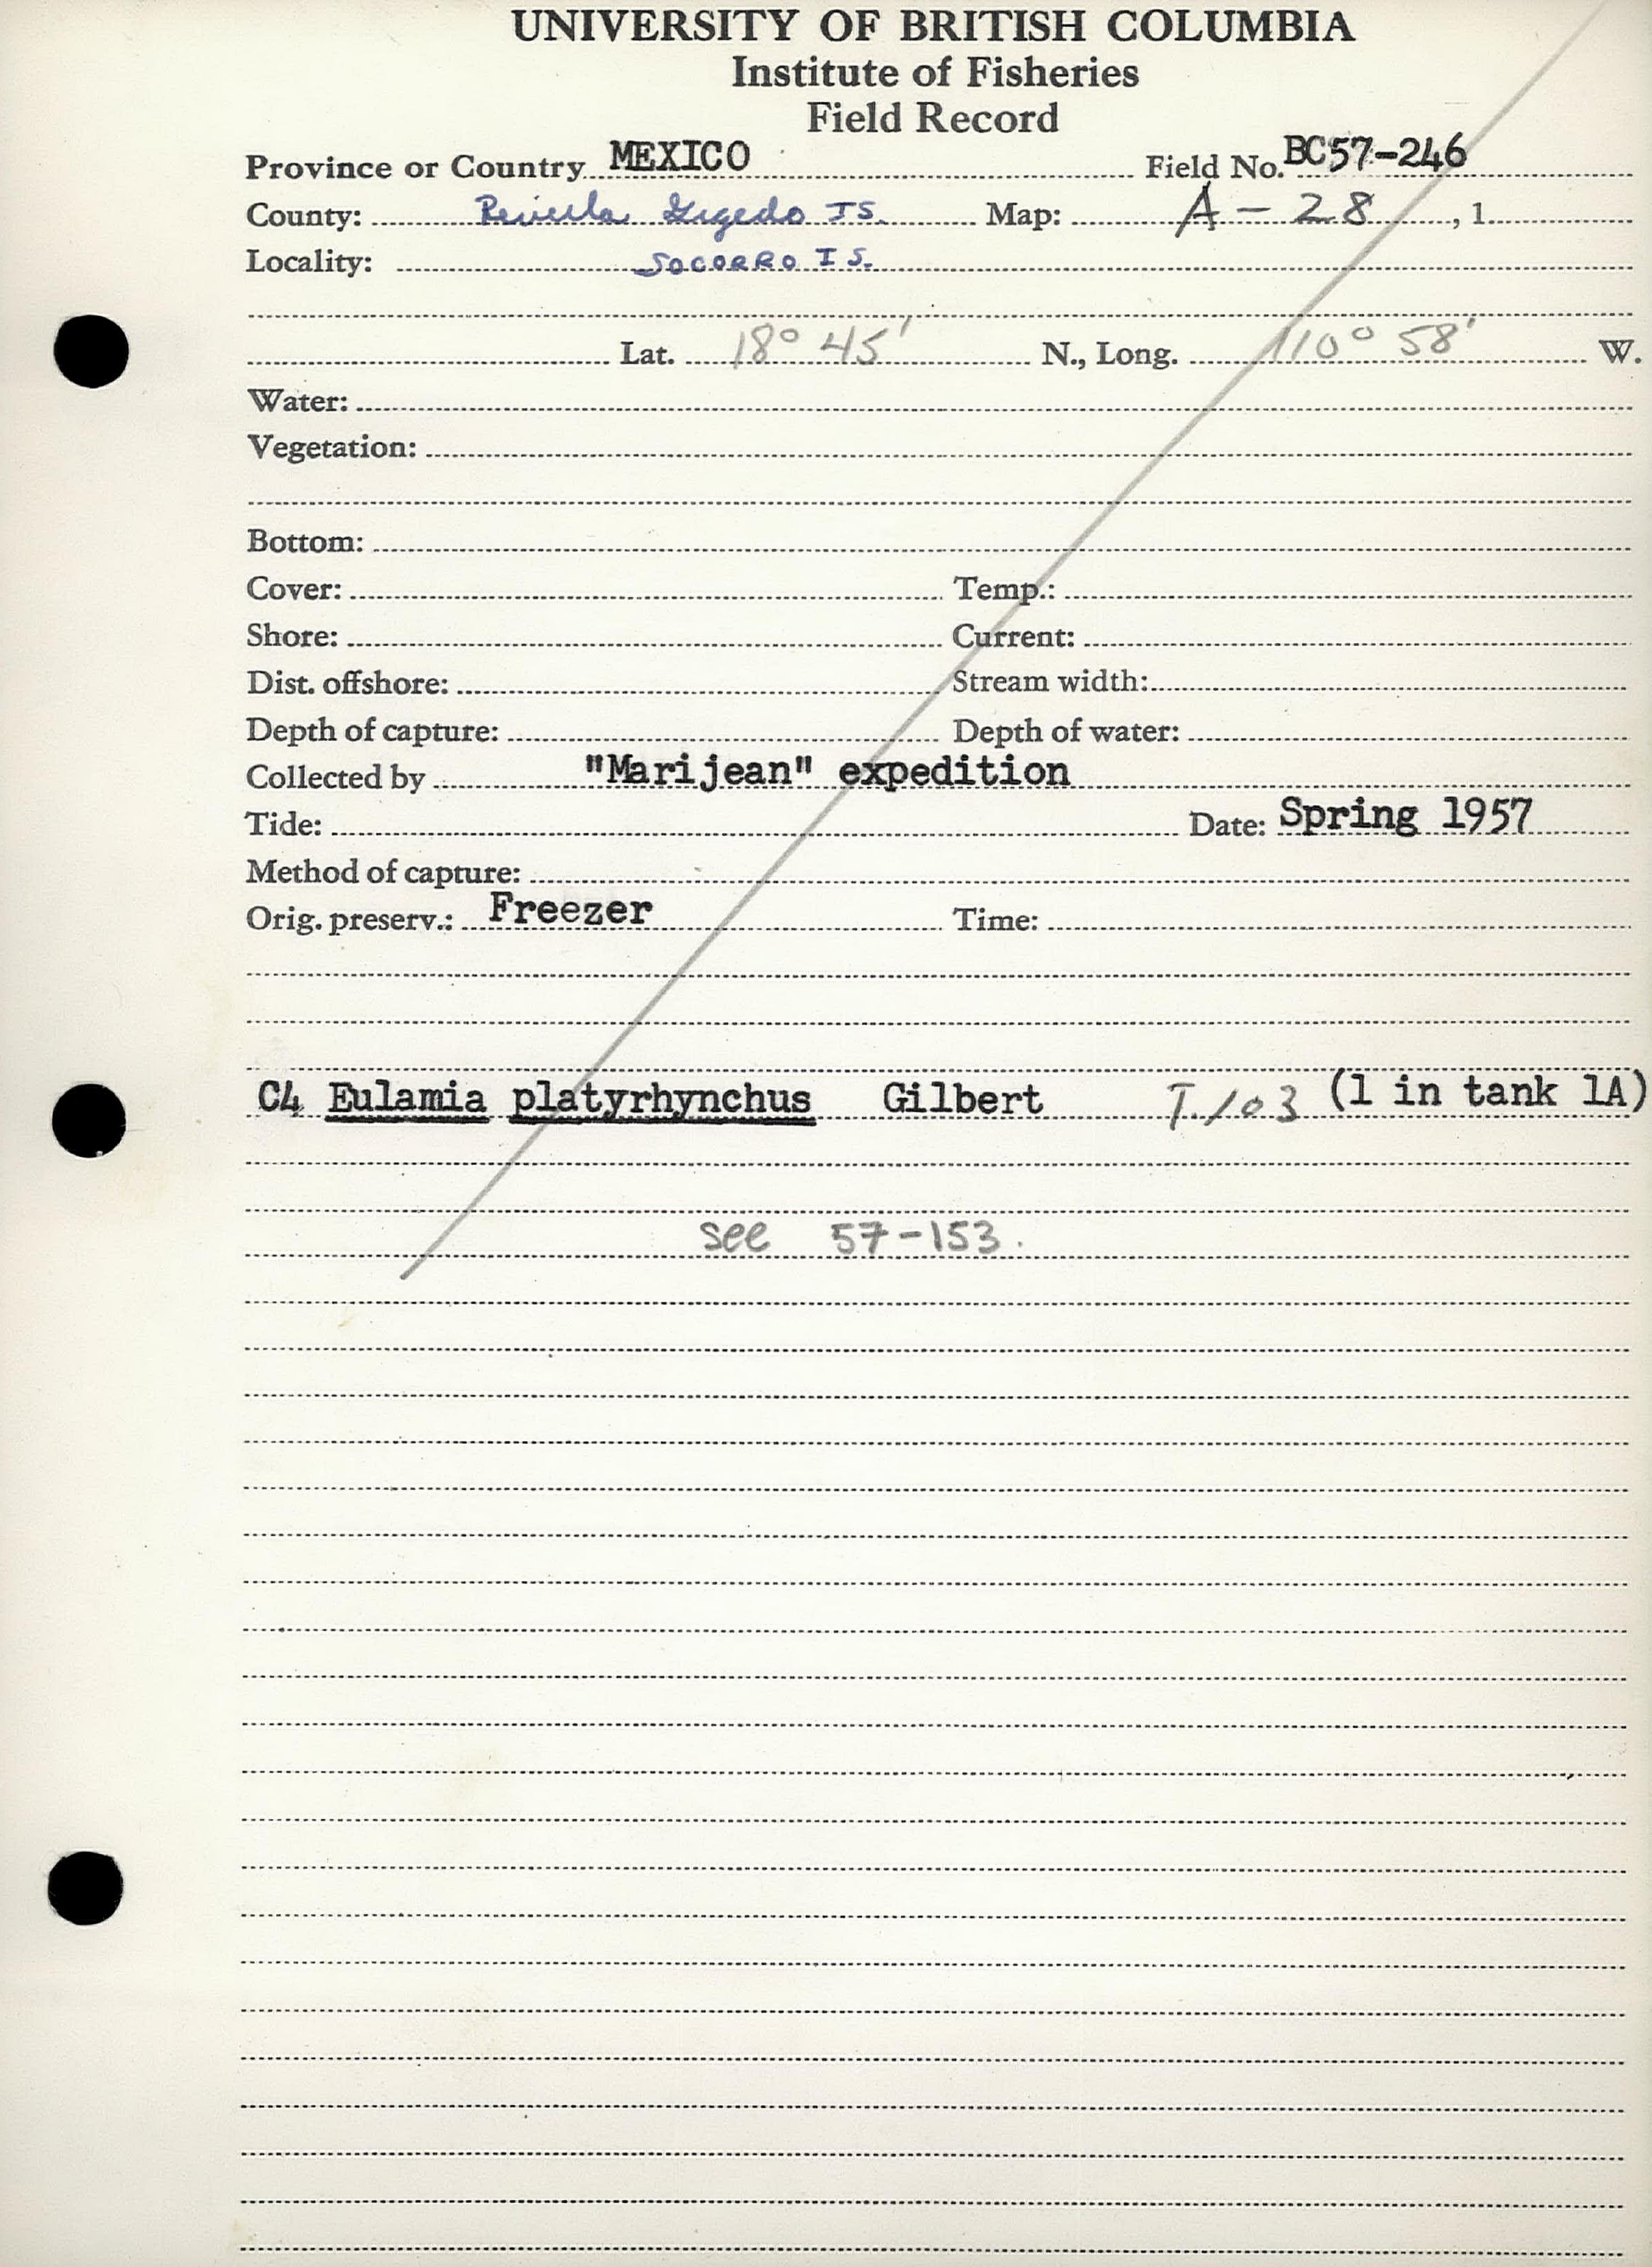 UNIVERSITY OF BRITISH COLUMBIA
Institute of Fisheries
Field Record
Province or Country MEXICO Field No. BC57-246
County: Gigedo IS. Map: A-28, 1.
Locality: SOCORRO IS.
Lat. 18° 45' N., Long. 110° 58' W.
Water:
Vegetation:
Bottom:
Cover: Temp.:
Shore: Current:
Dist. offshore: Stream width:
Depth of capture: Depth of water:
Collected by "Marijean" expedition
Tide: Date: Spring 1957
Method of capture:
Orig. preserv.: Freezer Time:
C4 Eulamia platyrhynchus Gilbert T.103 (1 in tank 1A)
see 57-153.